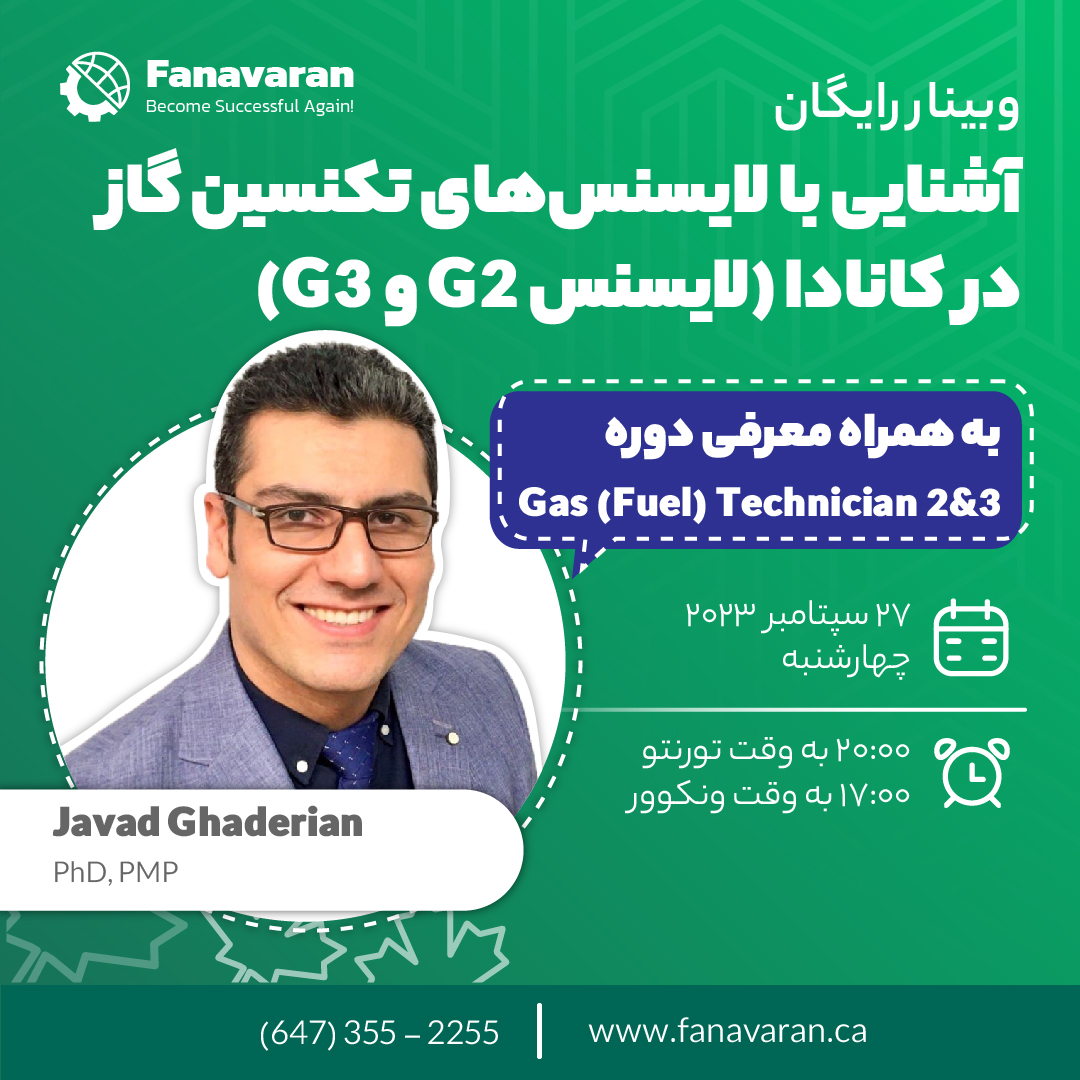 Fanavaran
Become Successful Again!
وبینار رایگان
آشنایی با لایسنس‌های تکنسین گاز
در کانادا (لایسنس G2 و G3)
به همراه معرفی دوره
Gas (Fuel) Technician 2&3
۲۷ سپتامبر ۲۰۲۳
چهارشنبه
۲۰:۰۰ به وقت تورنتو
۱۷:۰۰ به وقت ونکوور
Javad Ghaderian
PhD, PMP
(647) 355 – 2255
www.fanavaran.ca